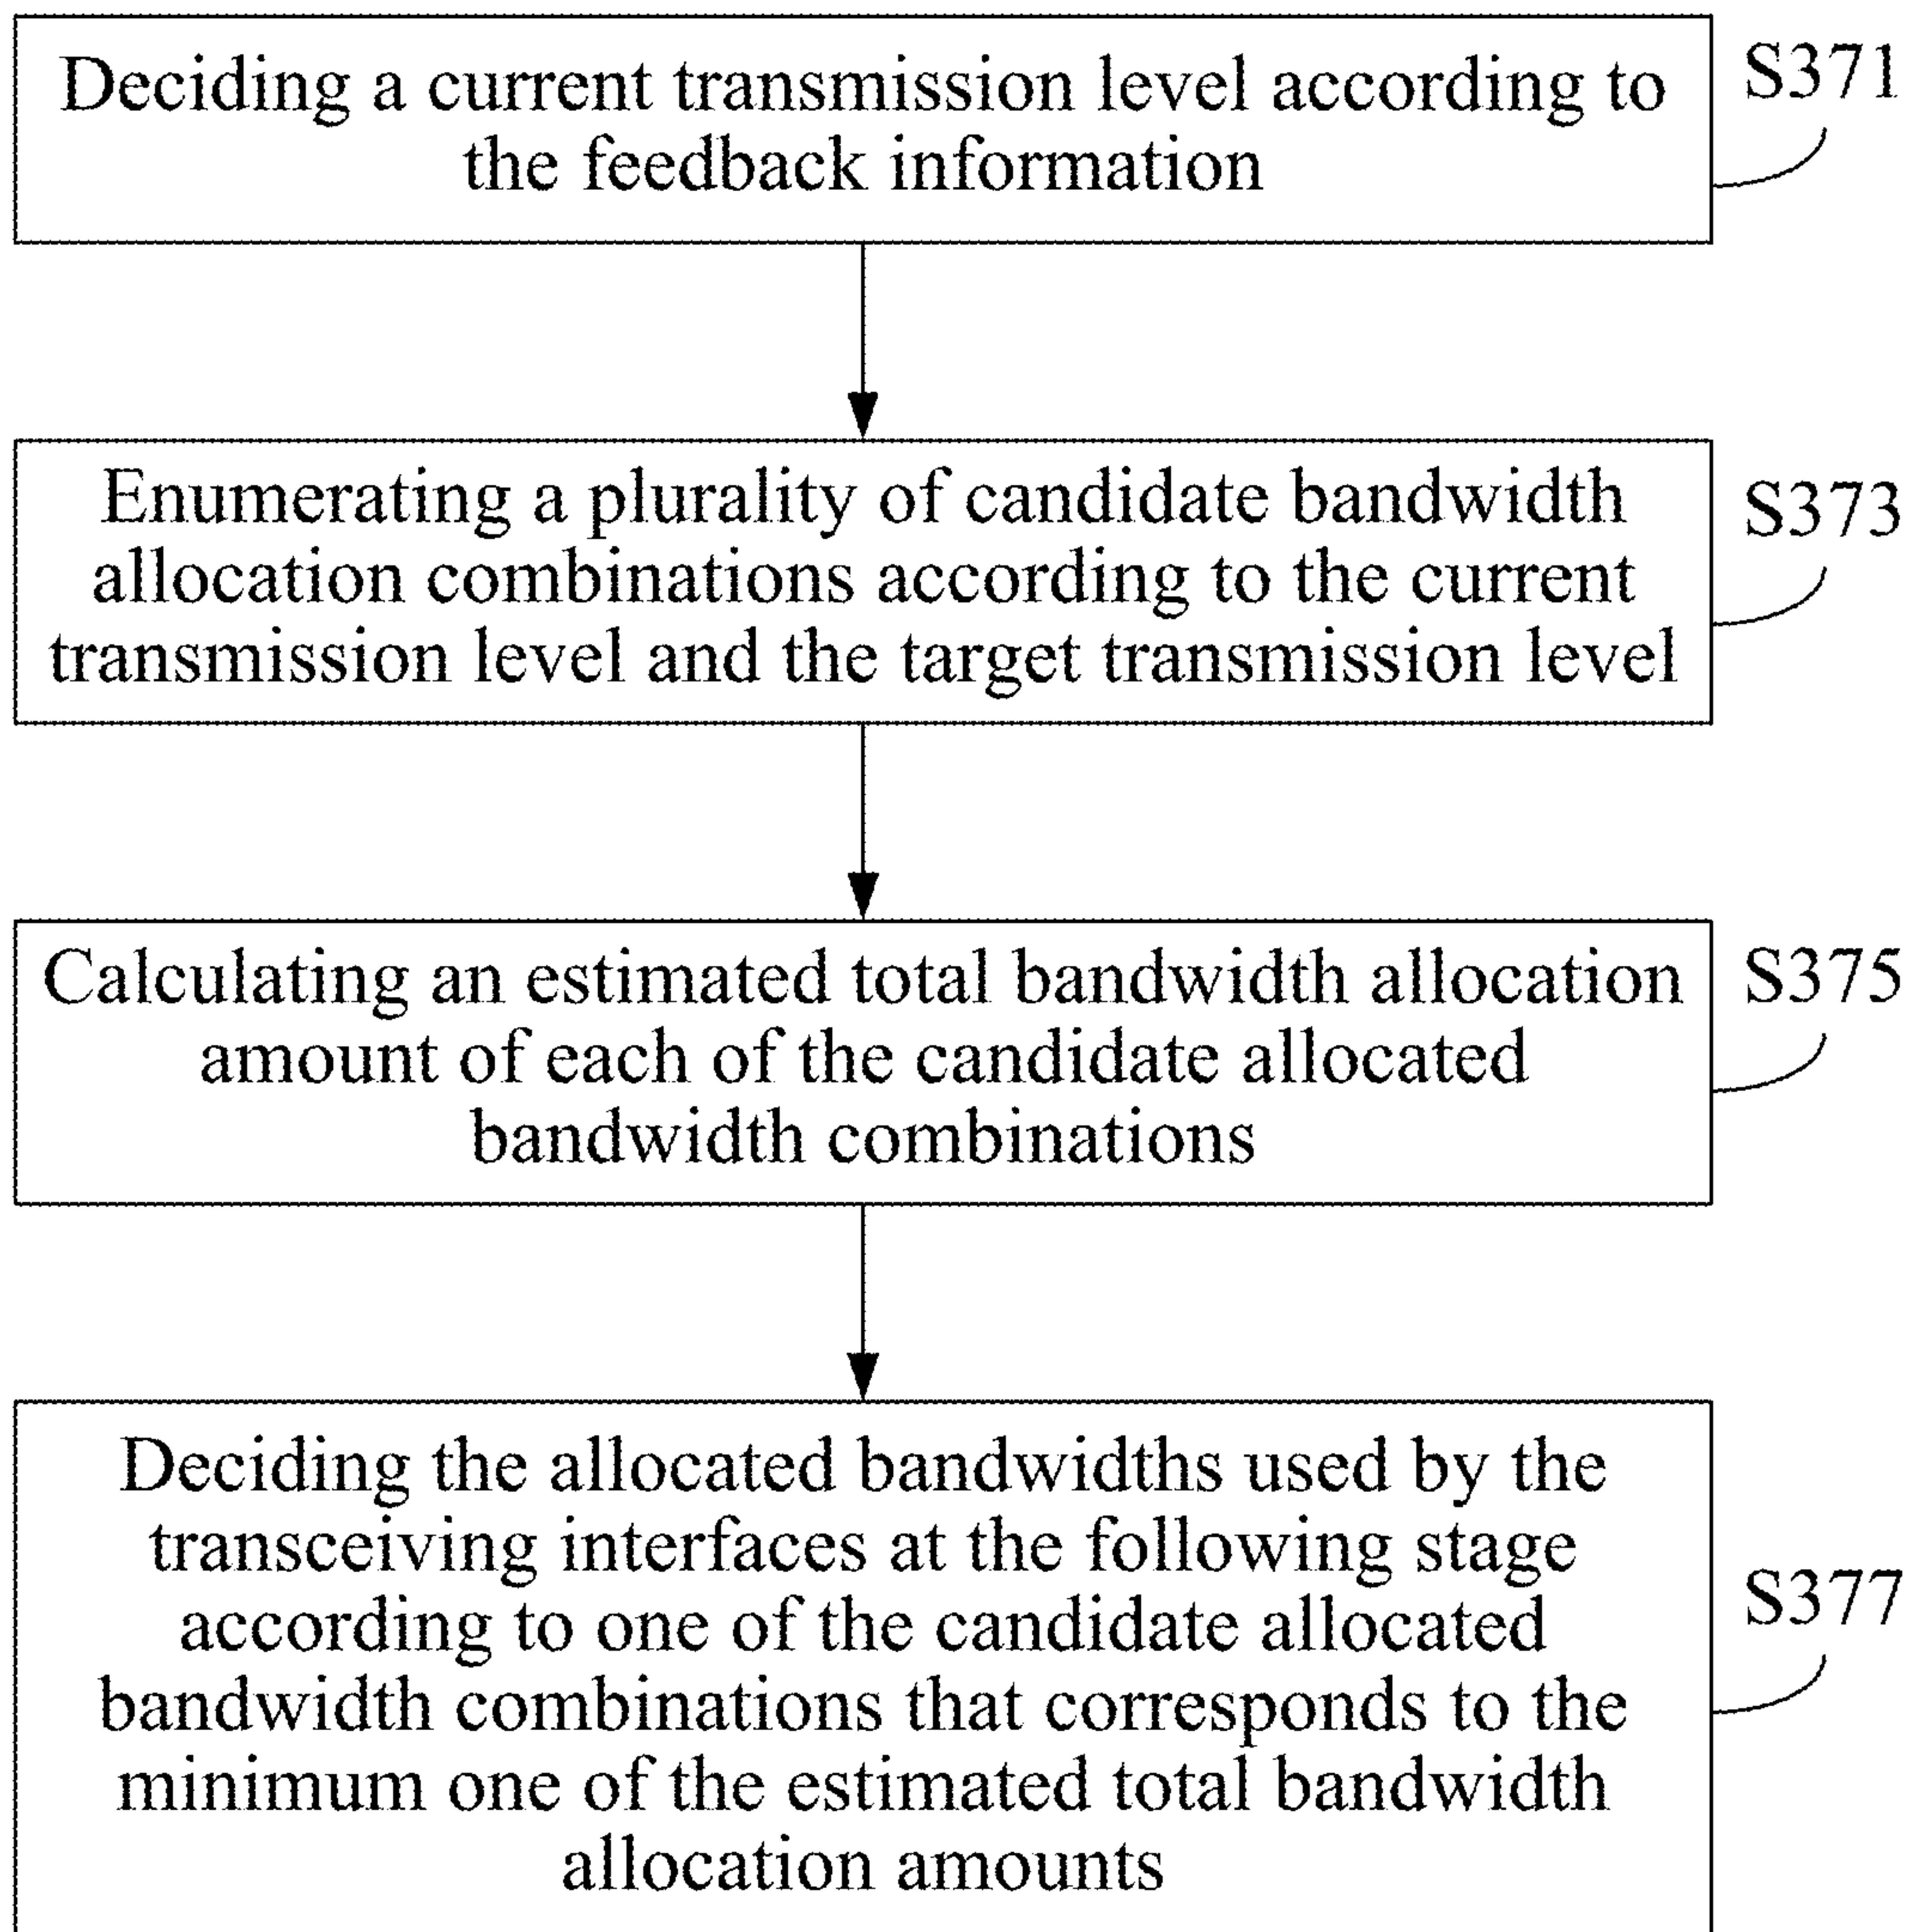 Deciding a current transmission level according to
the feedback information
S371
Enumerating a plurality of candidate bandwidth
allocation combinations according to the current
transmission level and the target transmission level
S373
Calculating an estimated total bandwidth allocation
amount of each of the candidate allocated
bandwidth combinations
S375
Deciding the allocated bandwidths used by the
transceiving interfaces at the following stage
according to one of the candidate allocated
bandwidth combinations that corresponds to the
minimum one of the estimated total bandwidth
allocation amounts
S377